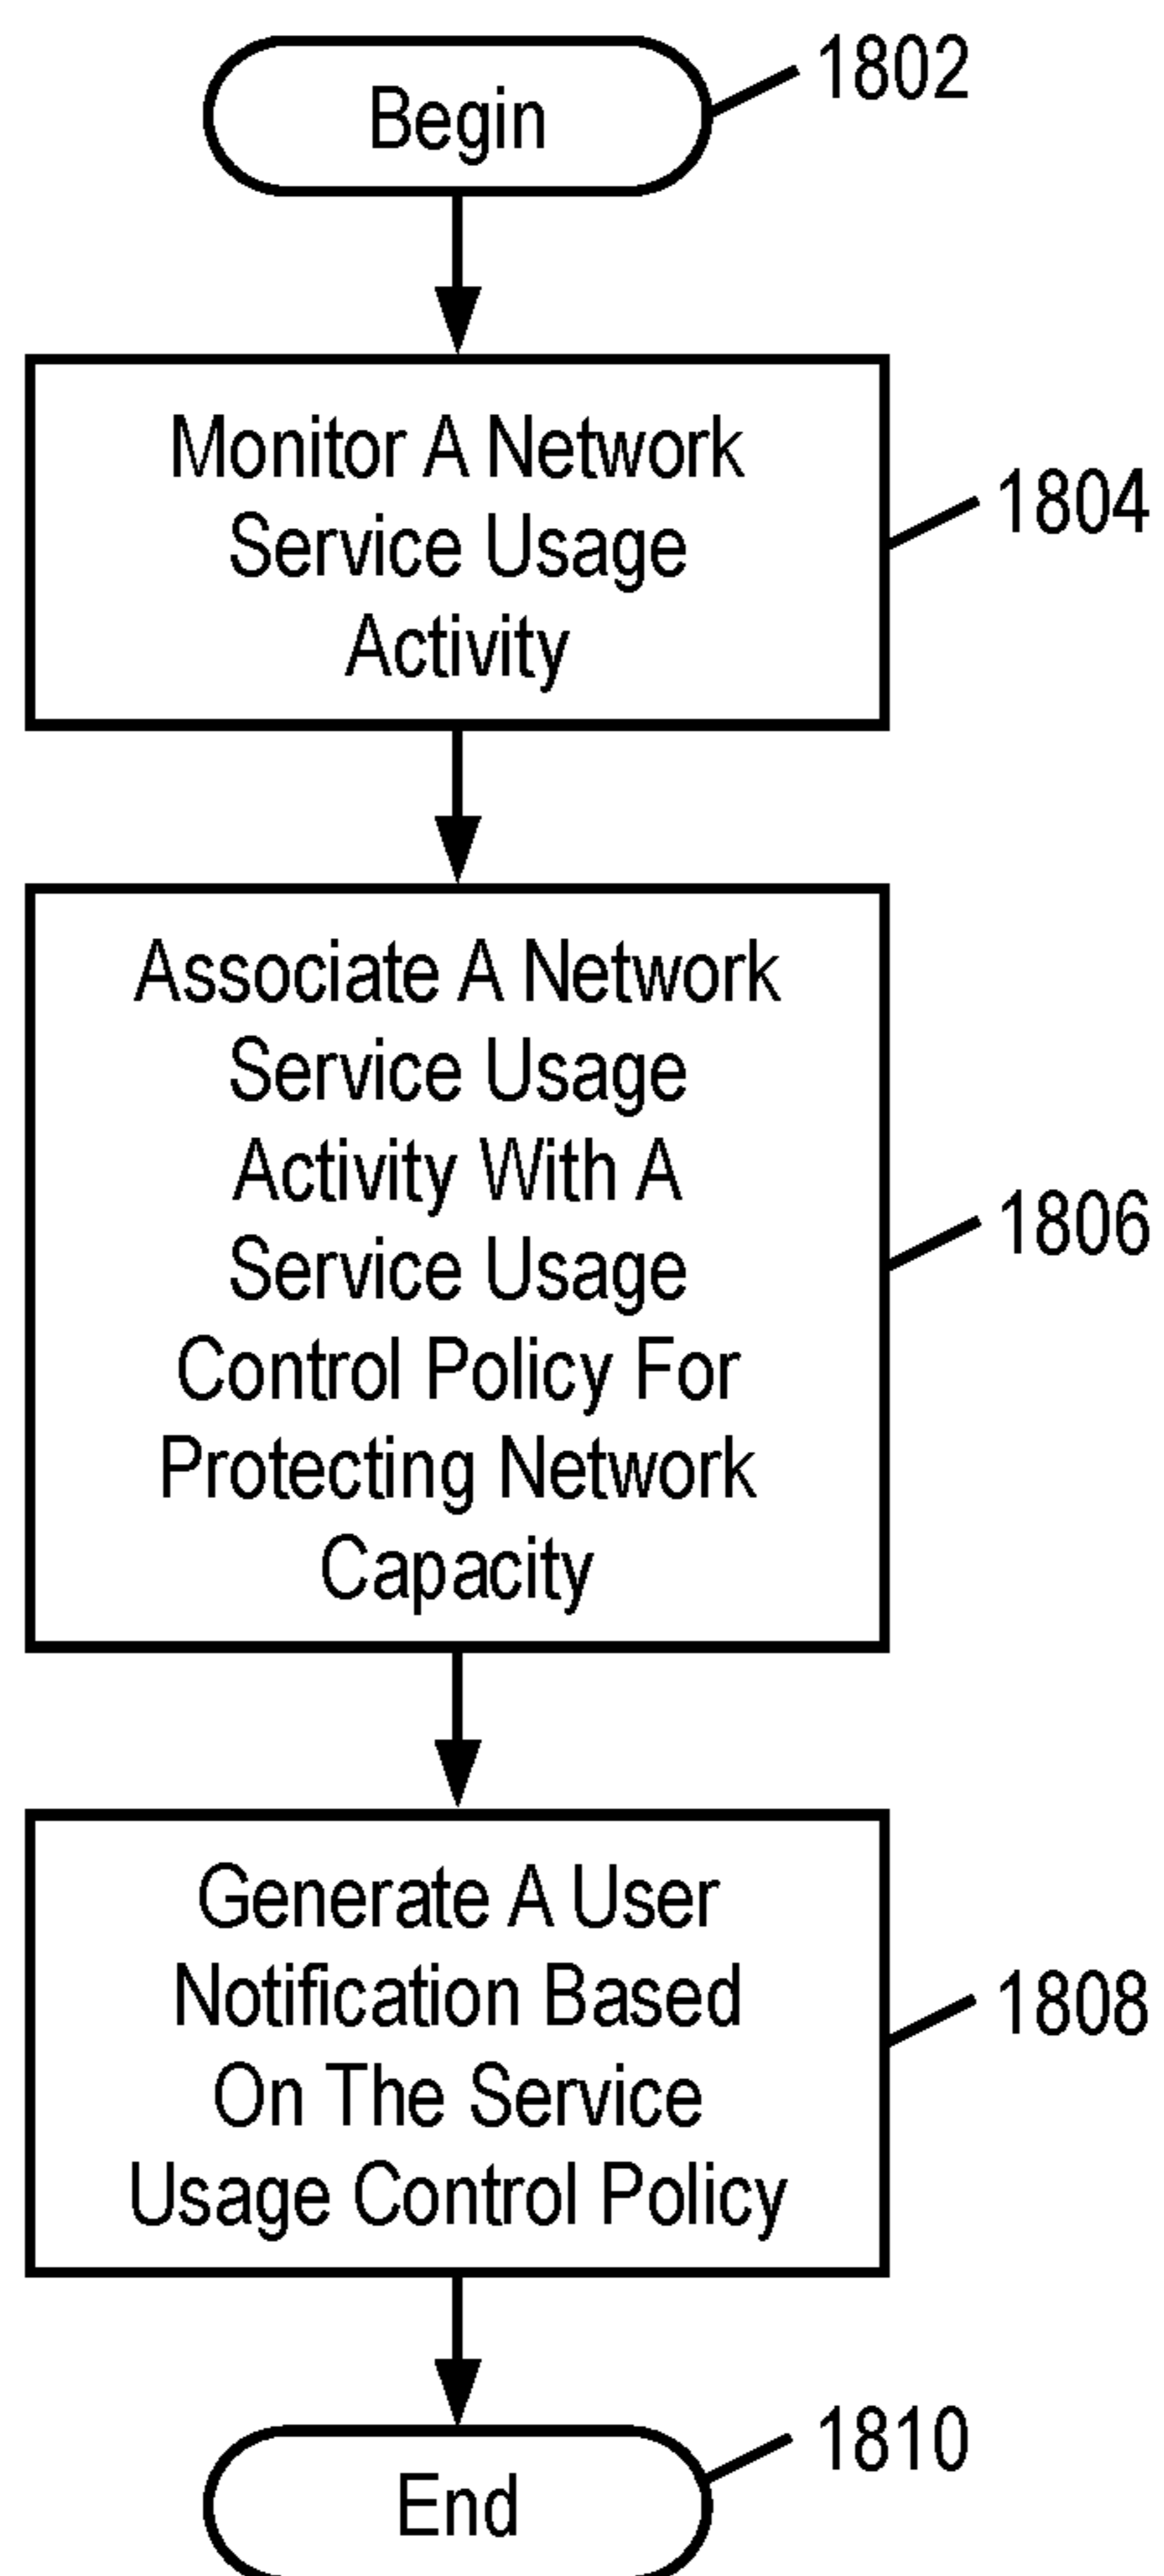 Begin
1802
Monitor A Network
Service Usage
Activity
1804
Associate A Network
Service Usage
Activity With A
Service Usage
Control Policy For
Protecting Network
Capacity
1806
Generate A User
Notification Based
On The Service
Usage Control Policy
1808
End
1810